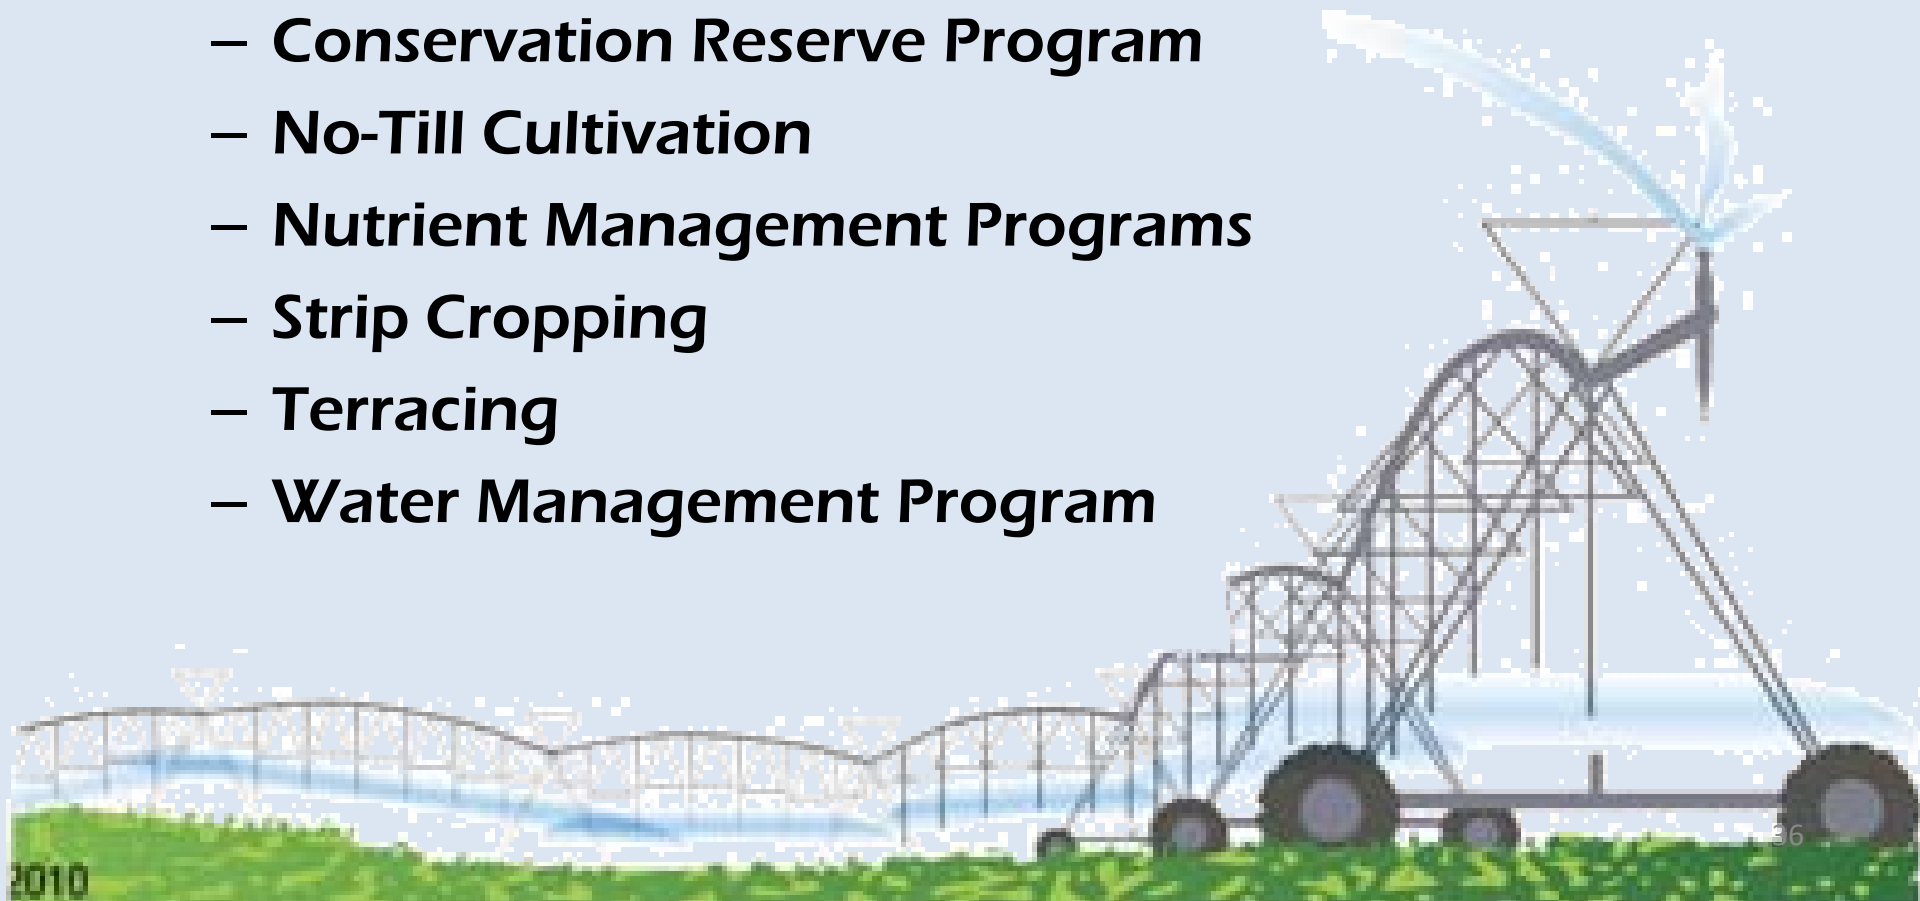 – Conservation Reserve Program
– No-Till Cultivation
– Nutrient Management Programs
– Strip Cropping
– Terracing
– Water Management Program
36
2010